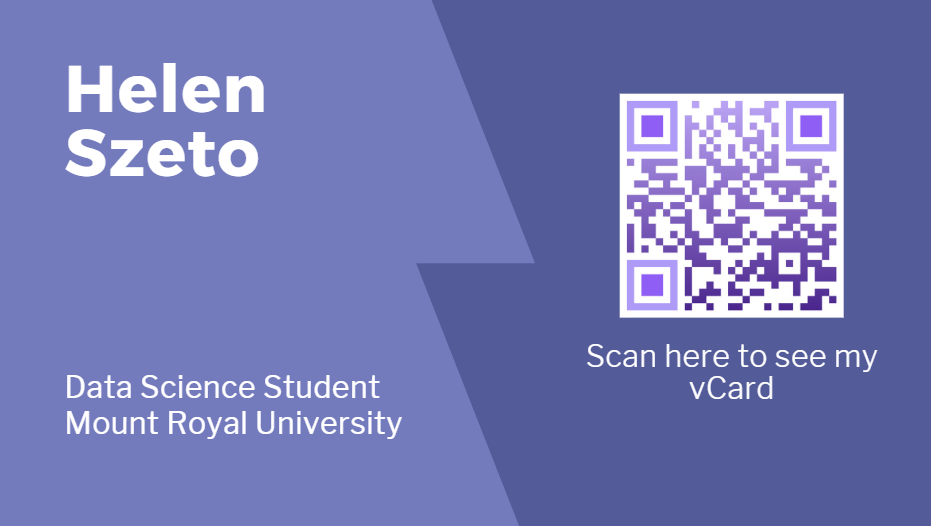 Helen
Szeto
Data Science Student
Mount Royal University
Scan here to see my
vCard